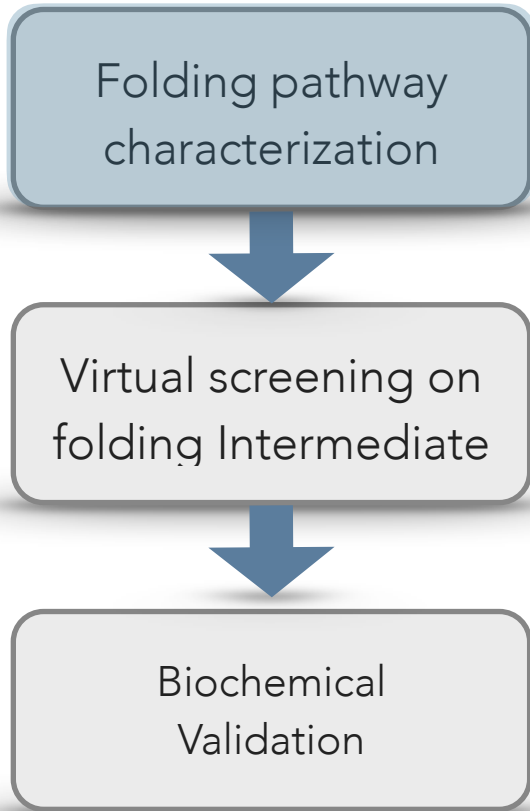 Folding pathway
characterization
Virtual screening on
folding Intermediate
Biochemical
Validation